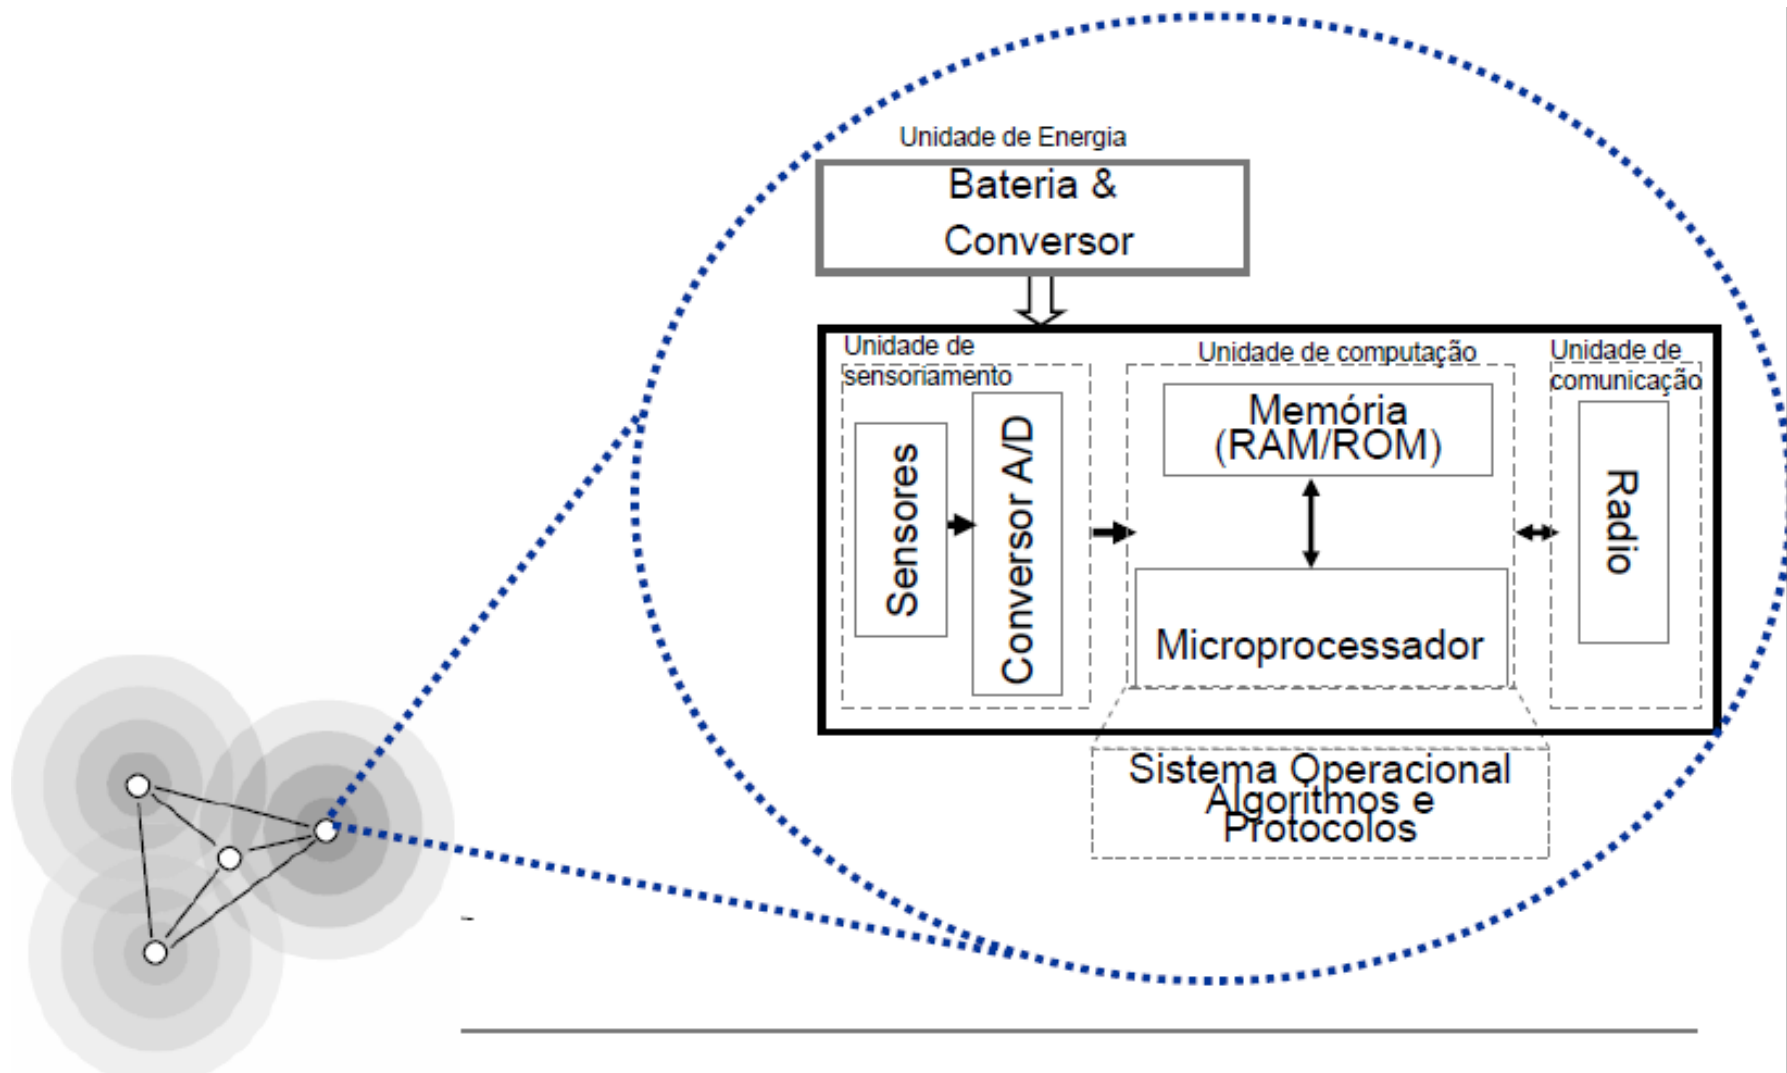 Unidade de Energia
Bateria &
Conversor
Unidade de
sensoriamento
Sensores
Conversor A/D
Unidade de computação
Memória
(RAM/ROM)
Microprocessador
Unidade de
comunicação
Radio
Sistema Operacional
Algoritmos e
Protocolos